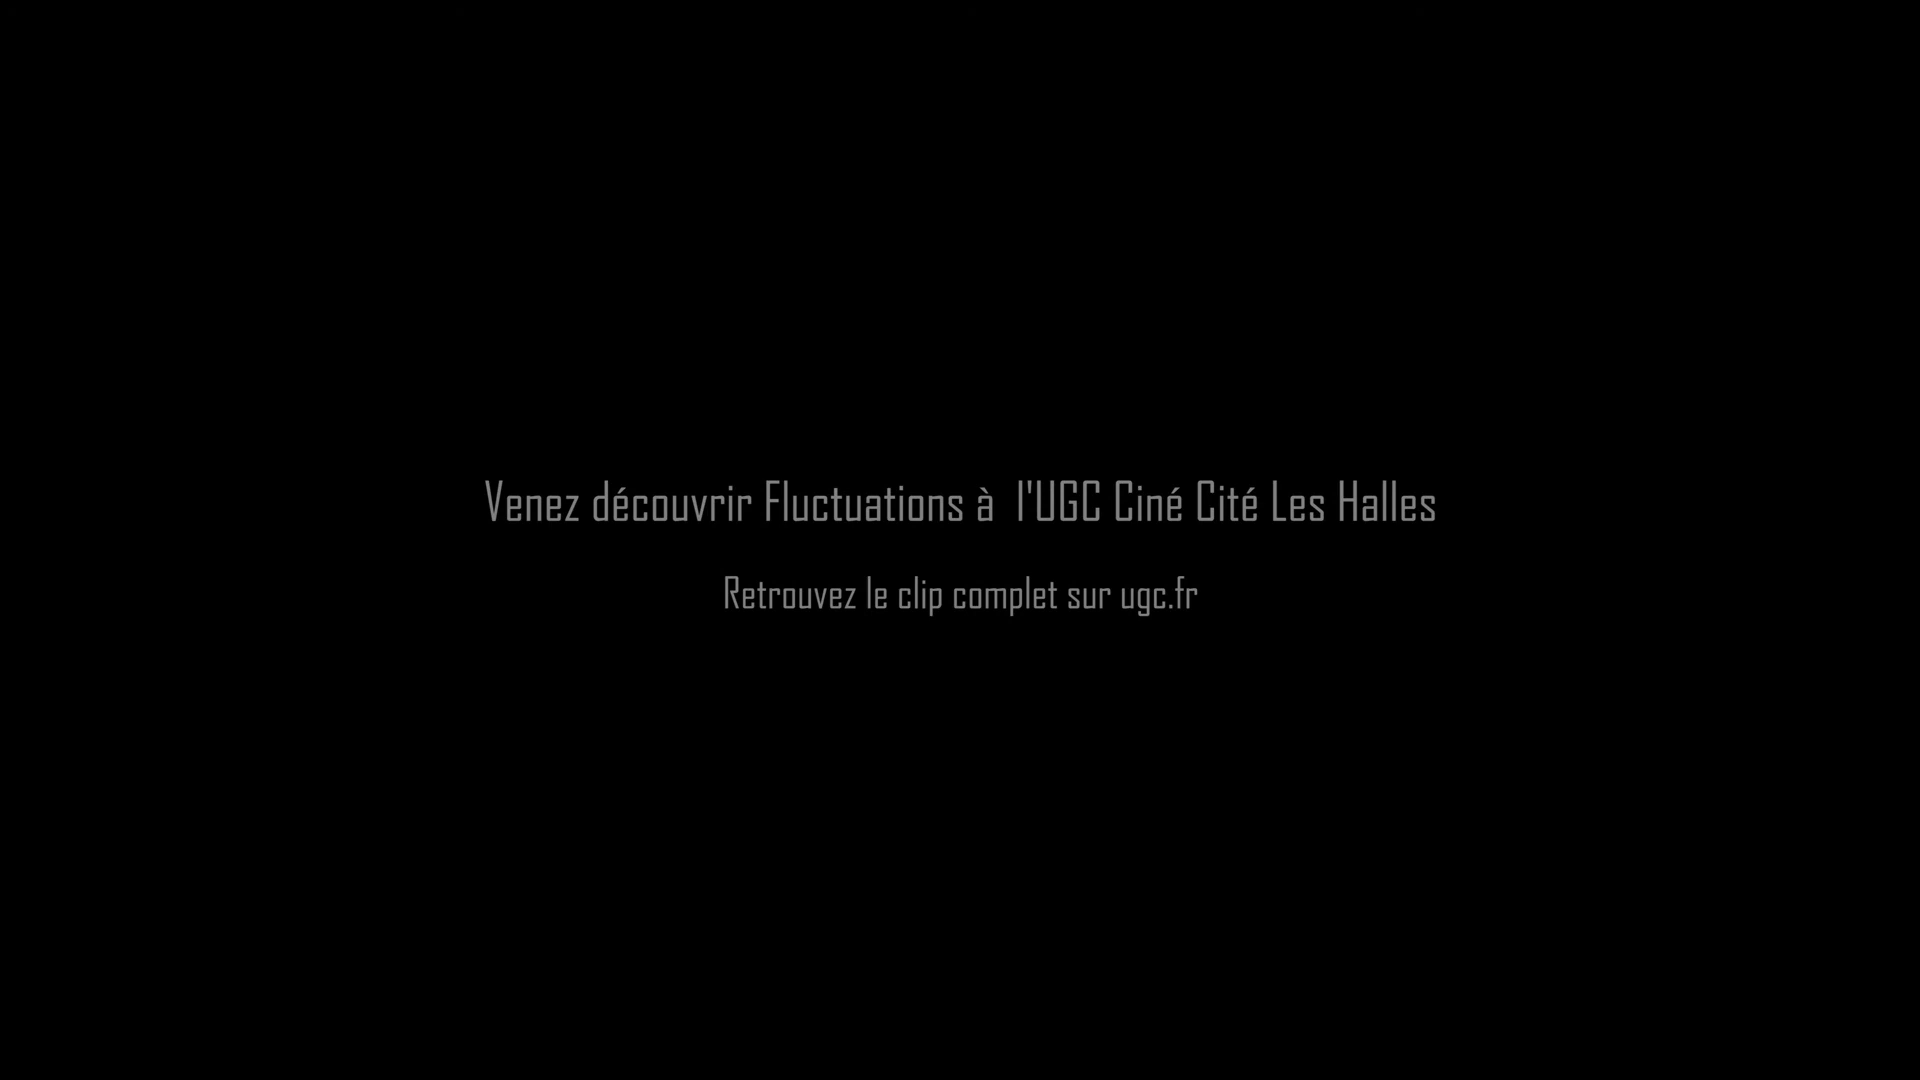 Venez découvrir Fluctuations à  l'UGC Ciné Cité Les Halles
Retrouvez le clip complet sur ugc.fr